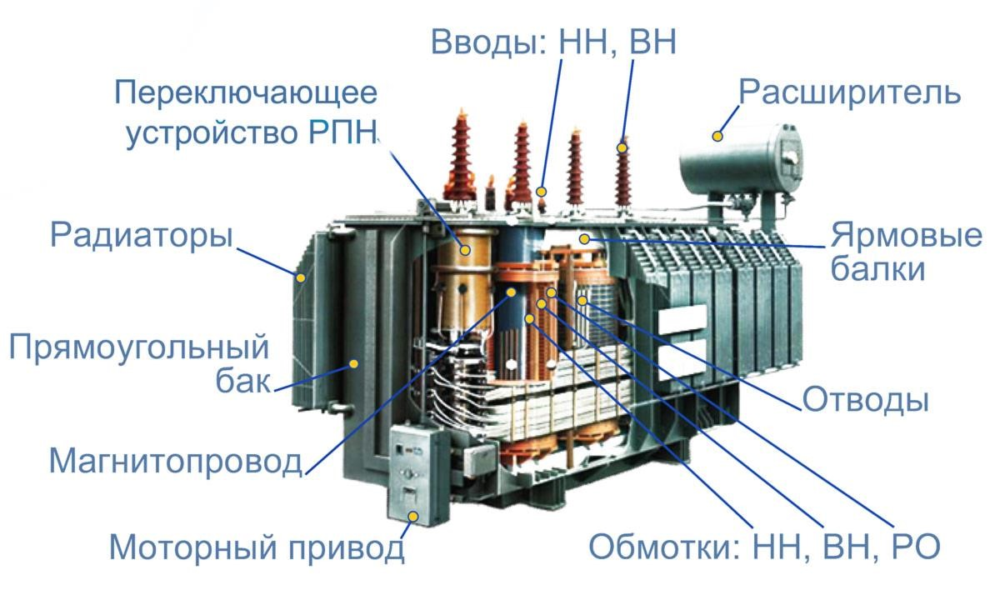 Вводы: НН, ВН
Переключающее
устройство РПН
Расширитель
Радиаторы
Ярмовые
балки
Прямоугольный
бак
Отводы
Магнитопровод
Моторный привод
Обмотки: НН, ВН, РО